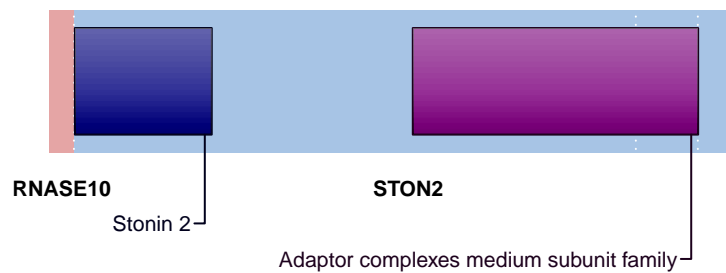 RNASE10 STON2
Stonin 2
Adaptor complexes medium subunit family